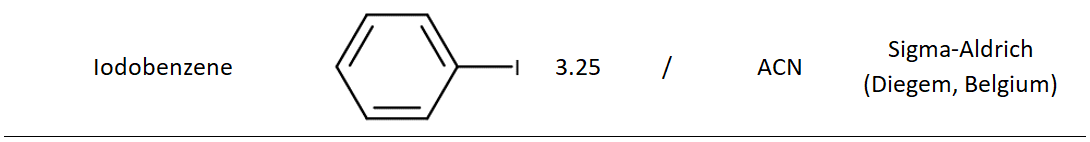 Iodobenzene
I
3.25
/
ACN
Sigma-Aldrich
(Diegem, Belgium)